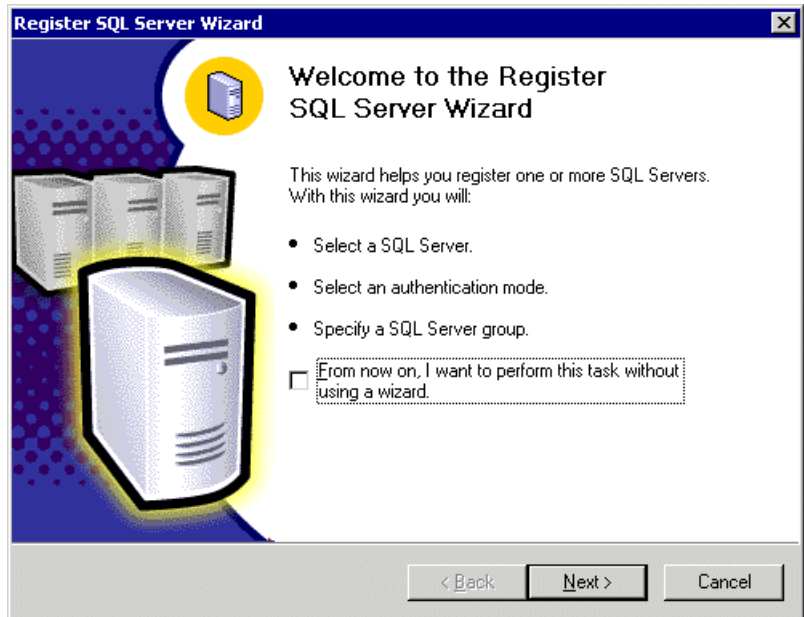 Register SQL Server Wizard
Welcome to the Register
SQL Server Wizard
This wizard helps you register one or more SQL Servers.
With this wizard you will:
• Select a SQL Server.
• Select an authentication mode.
• Specify a SQL Server group.
From now on, I want to perform this task without
using a wizard.
< Back Next > Cancel